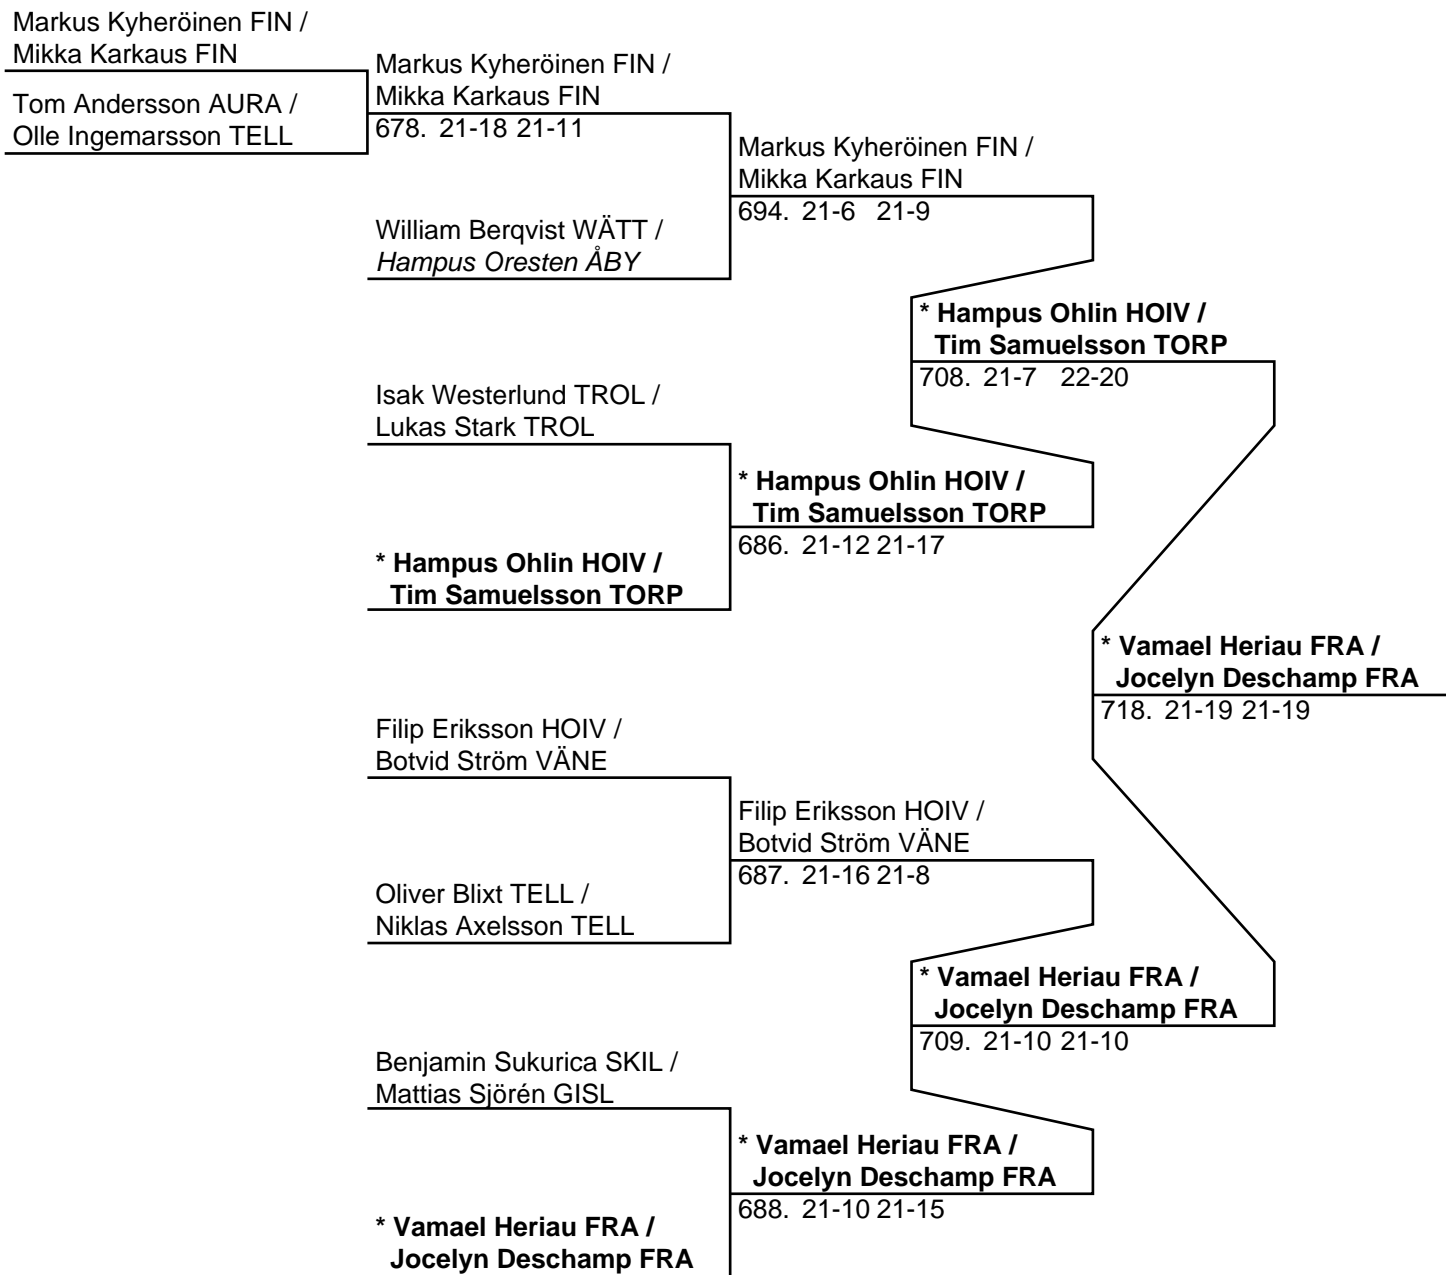 Markus Kyheröinen FIN /
Mikka Karkaus FIN
Tom Andersson AURA /
Olle Ingemarsson TELL
Markus Kyheröinen FIN /
Mikka Karkaus FIN
678. 21-18 21-11
William Berqvist WÄTT /
Hampus Oresten ÅBY
Markus Kyheröinen FIN /
Mikka Karkaus FIN
694. 21-6 21-9
Isak Westerlund TROL /
Lukas Stark TROL
* Hampus Ohlin HOIV /
Tim Samuelsson TORP
* Hampus Ohlin HOIV /
Tim Samuelsson TORP
686. 21-12 21-17
* Hampus Ohlin HOIV /
Tim Samuelsson TORP
708. 21-7 22-20
Filip Eriksson HOIV /
Botvid Ström VÄNE
Oliver Blixt TELL /
Niklas Axelsson TELL
Filip Eriksson HOIV /
Botvid Ström VÄNE
687. 21-16 21-8
Benjamin Sukurica SKIL /
Mattias Sjörén GISL
* Vamael Heriau FRA /
Jocelyn Deschamp FRA
* Vamael Heriau FRA /
Jocelyn Deschamp FRA
688. 21-10 21-15
* Vamael Heriau FRA /
Jocelyn Deschamp FRA
709. 21-10 21-10
* Vamael Heriau FRA /
Jocelyn Deschamp FRA
718. 21-19 21-19